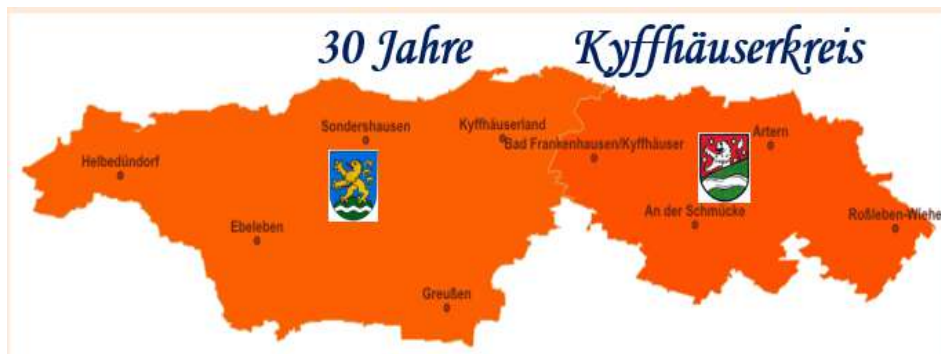 30 Jahre Kyffhäuserkreis
Sondershausen
Kyffhäuserland
Artern
Bad Frankenhausen/Kyffhäuser
Helbedündorf
An der Schmücke
Roßleben-Wiehe
Ebeleben
Greußen